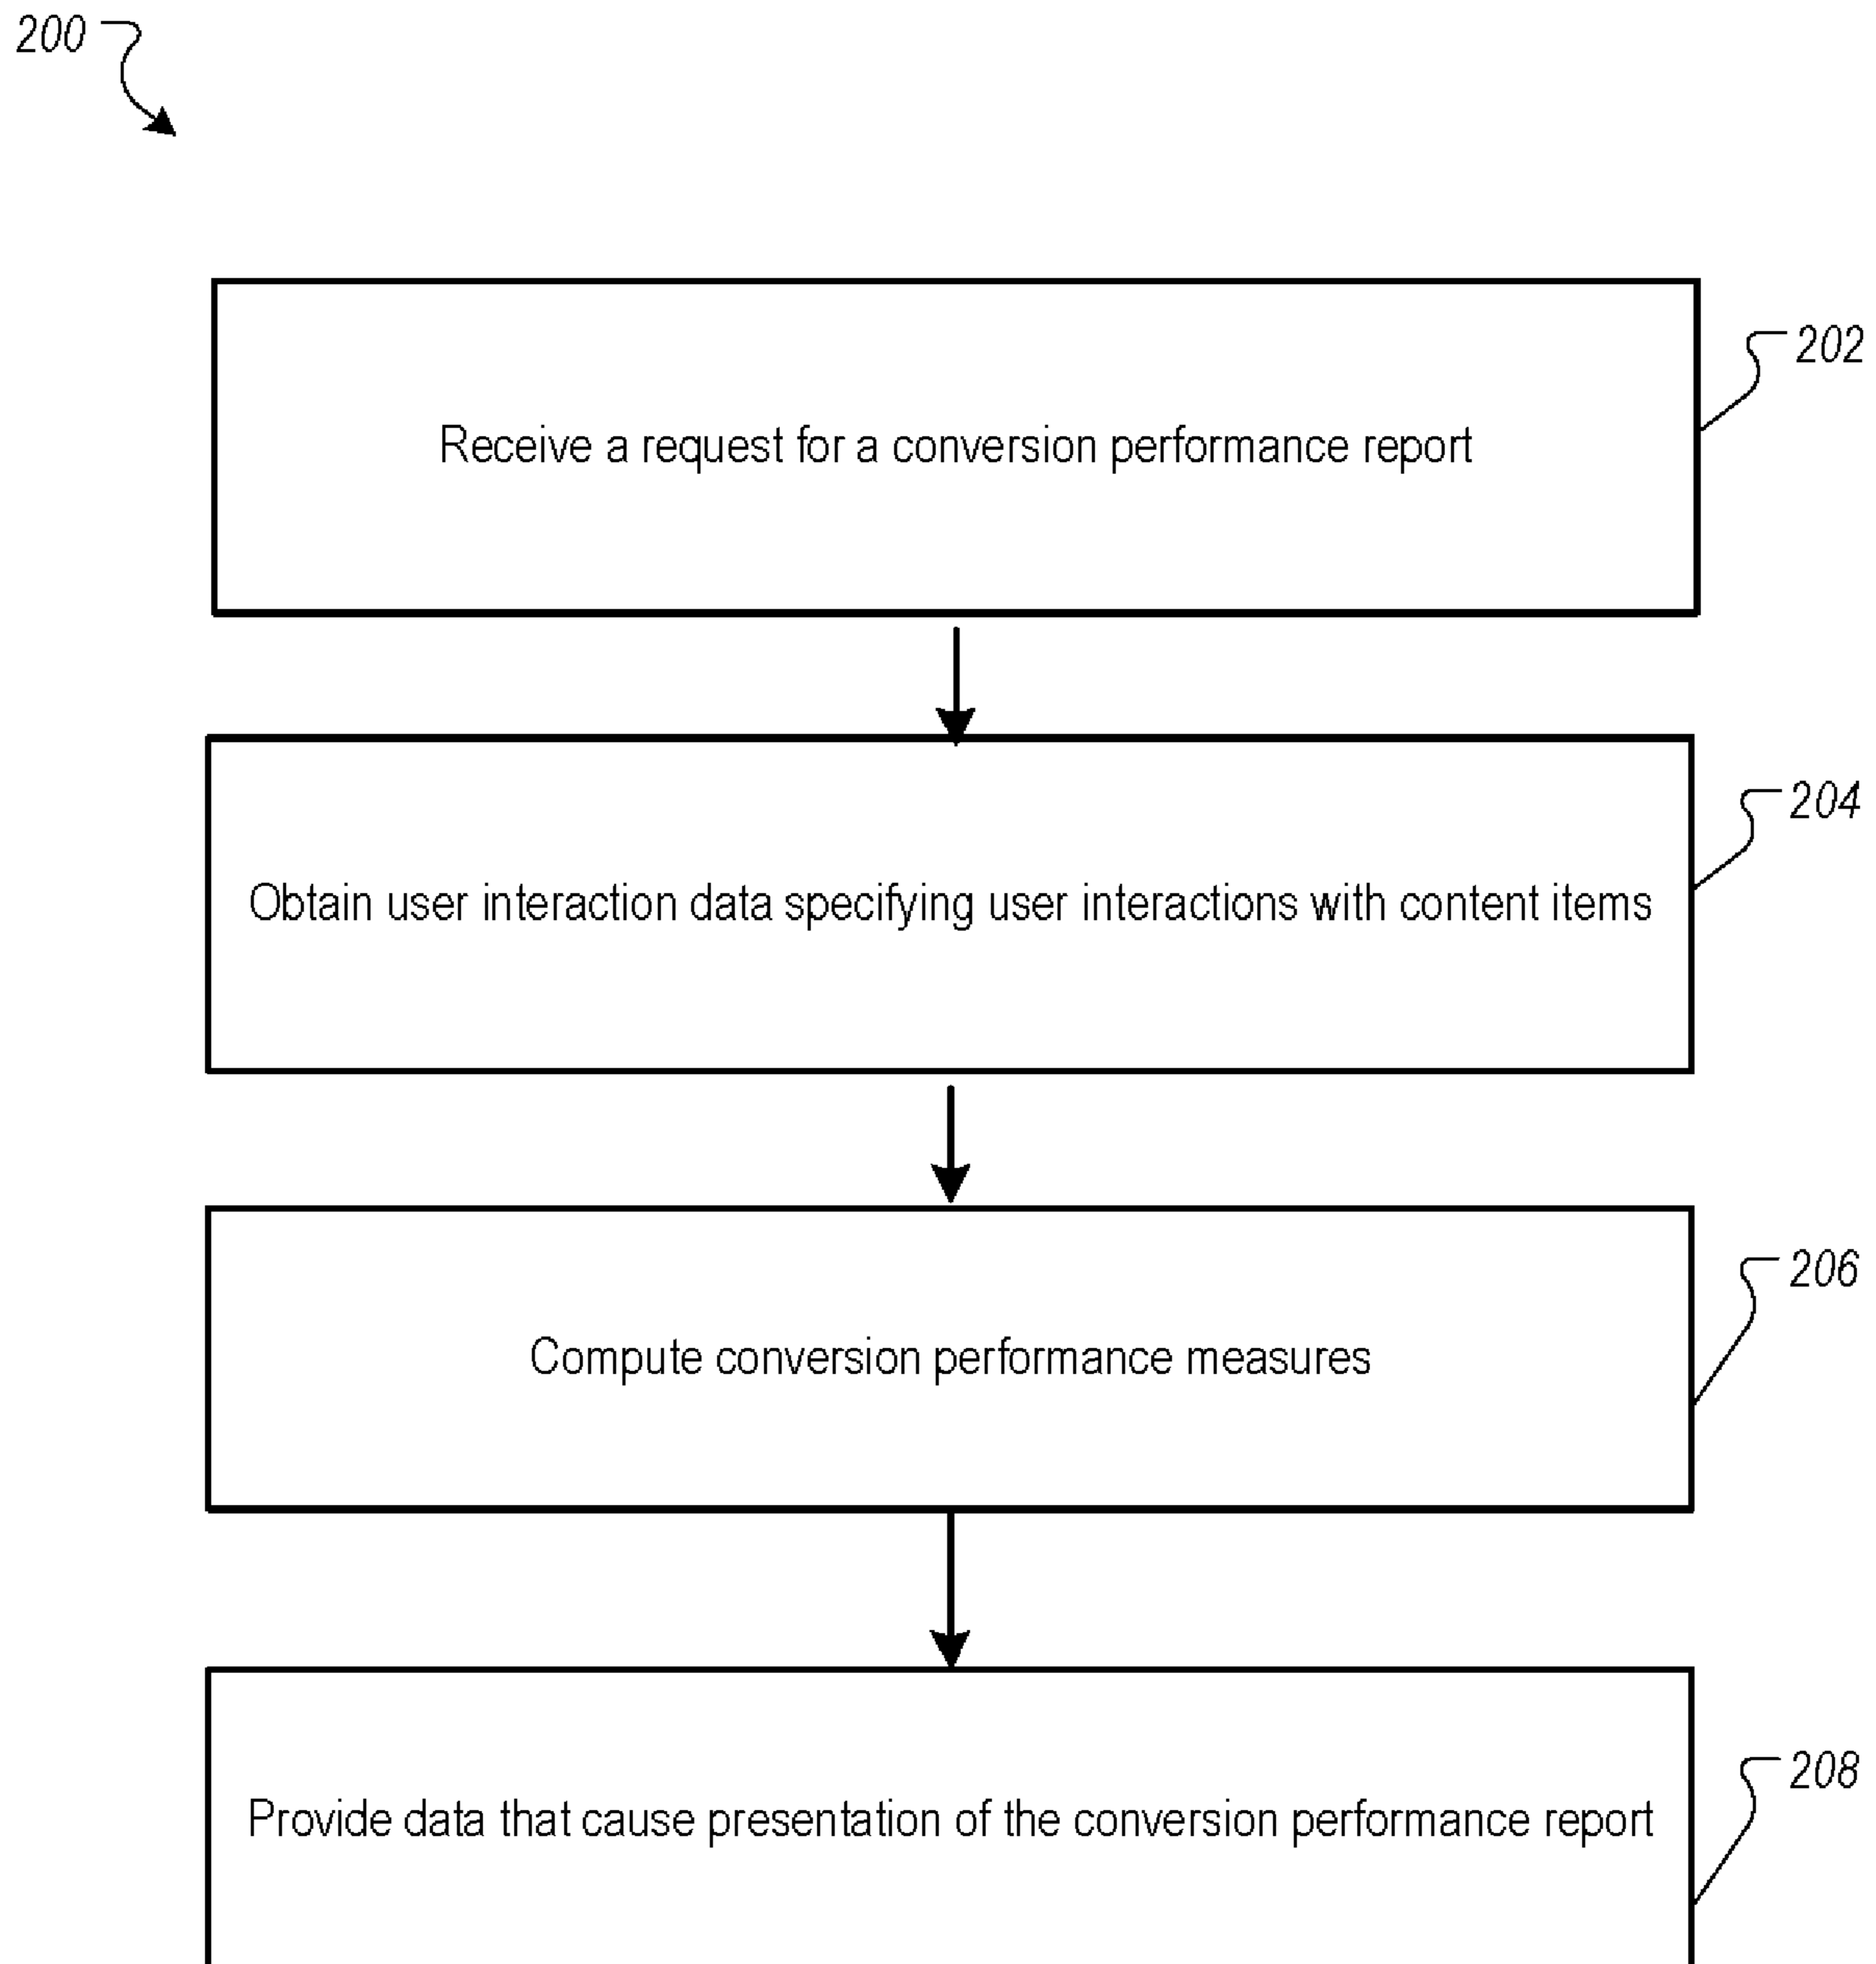 200
Receive a request for a conversion performance report
202
Obtain user interaction data specifying user interactions with content items
204
Compute conversion performance measures
206
Provide data that cause presentation of the conversion performance report
208